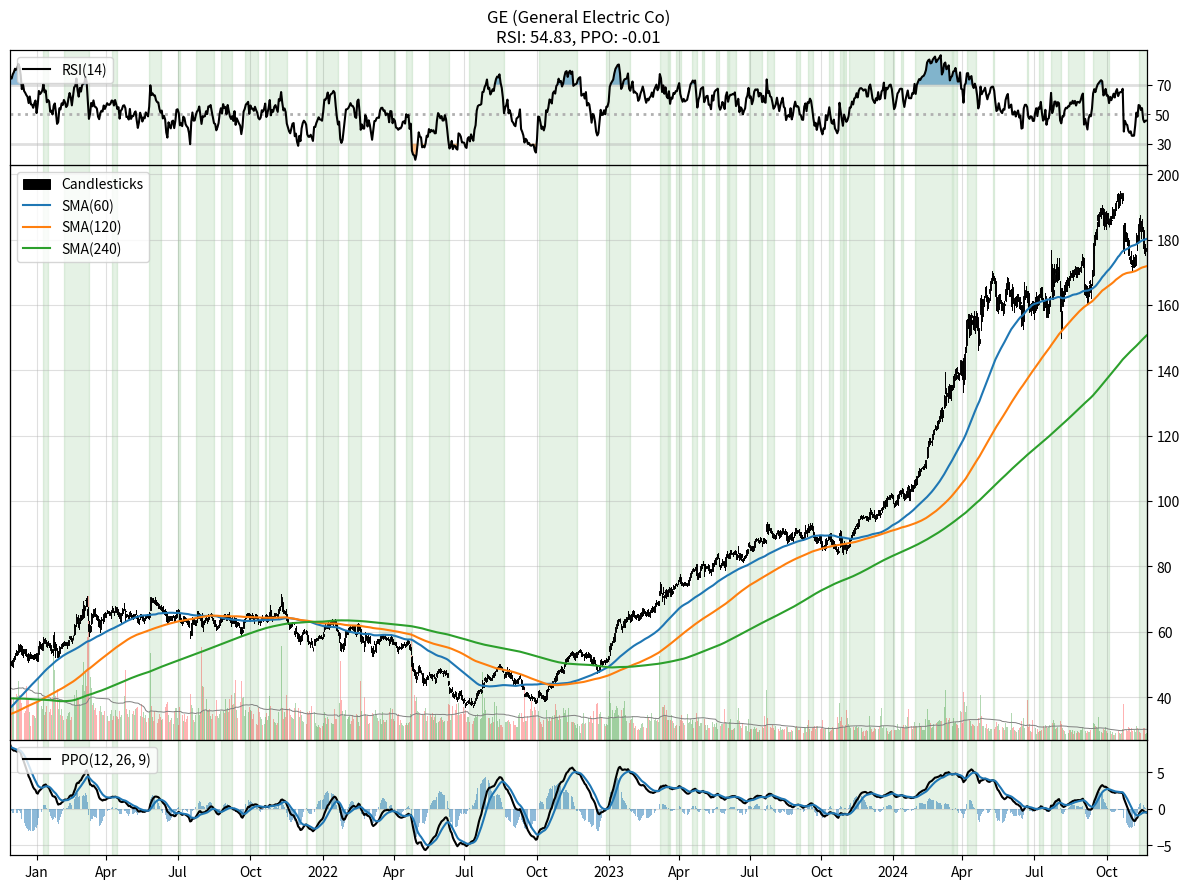 GE (General Electric Co)
RSI: 54.83, PPO: -0.01
RSI(14)
70
50
30
Candlesticks
SMA(60)
SMA(120)
SMA(240)
200
180
160
140
120
100
80
60
40
PPO(12, 26, 9)
5
0
−5
Jan Apr Jul Oct 2022 Apr Jul Oct 2023 Apr Jul Oct 2024 Apr Jul Oct